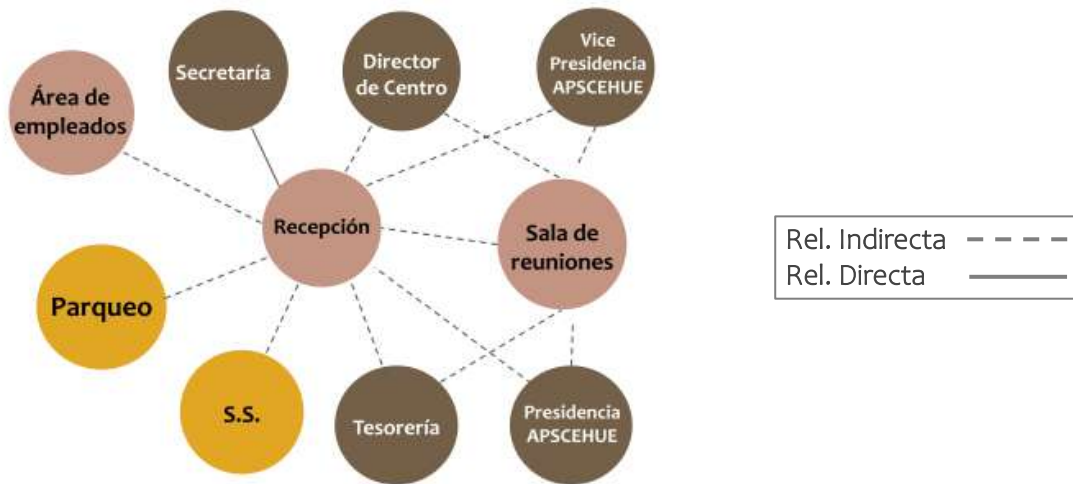 Secretaría
Director
de Centro
Vice
Presidencia
APSCEHUE
Área de
empleados
Recepción
Sala de
reuniones
Parqueo
S.S.
Tesorería
Presidencia
APSCEHUE
Rel. Indirecta
Rel. Directa